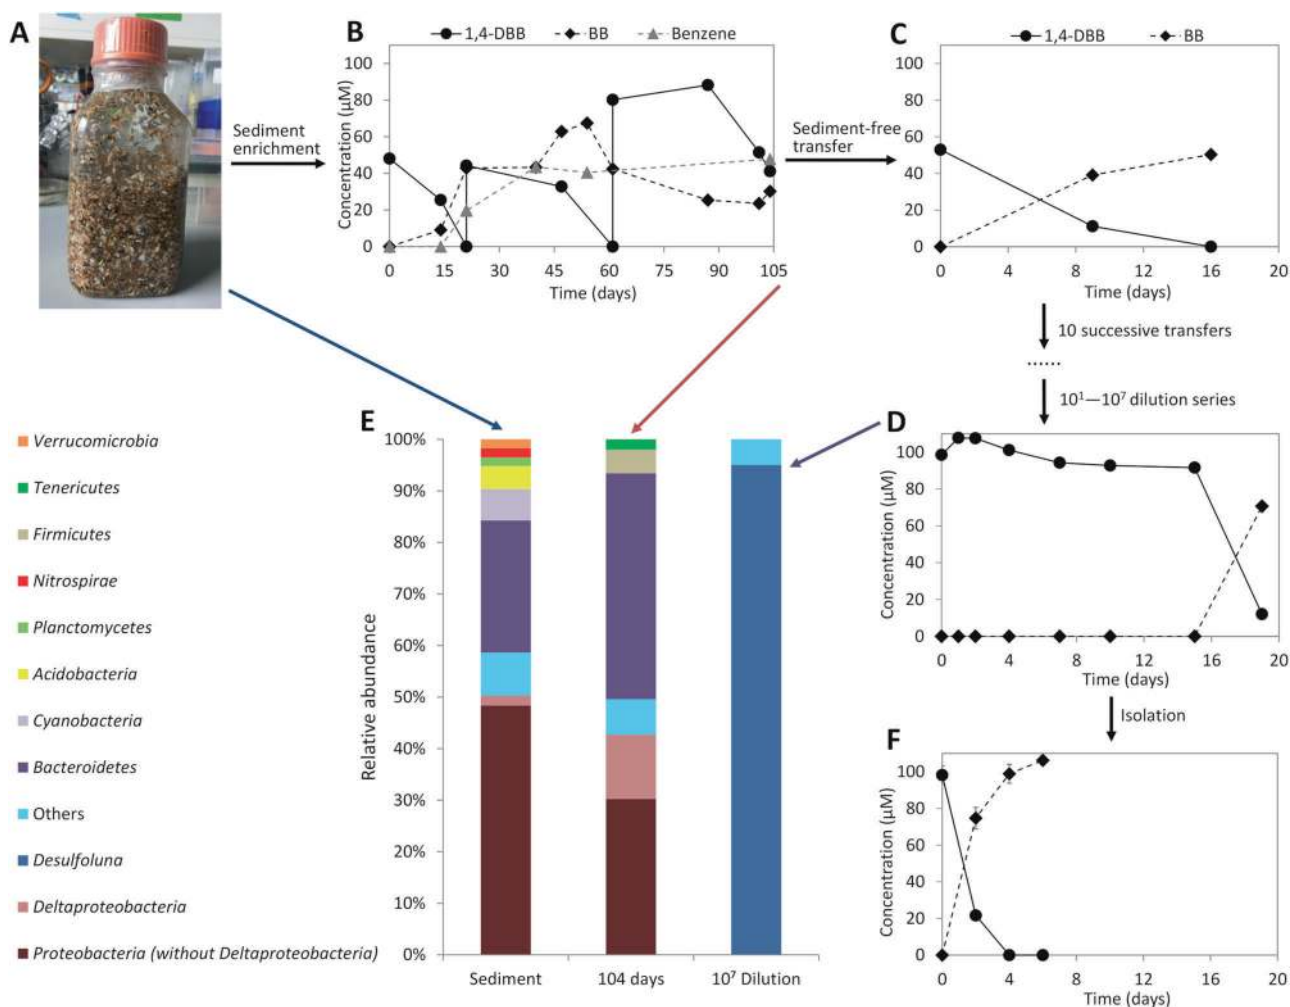 A
Sediment
enrichment
B
1,4-DBB
BB
Benzene
Concentration (µM)
100
80
60
40
20
0
0 15 30 45 60 75 90 105
Time (days)
Sediment-free
transfer
C
1,4-DBB
BB
100
80
60
40
20
0
0 4 8 12 16 20
Time (days)
10 successive transfers
......
10¹—10⁷ dilution series
D
Concentration (µM)
100
80
60
40
20
0
0 4 8 12 16 20
Time (days)
Isolation
E
Verrucomicrobia
Tenericutes
Firmicutes
Nitrospirae
Planctomycetes
Acidobacteria
Cyanobacteria
Bacteroidetes
Others
Desulfoluna
Deltaproteobacteria
Proteobacteria (without Deltaproteobacteria)
Relative abundance
100%
90%
80%
70%
60%
50%
40%
30%
20%
10%
0%
Sediment
104 days
10⁷ Dilution
F
Concentration (µM)
100
80
60
40
20
0
0 4 8 12 16 20
Time (days)